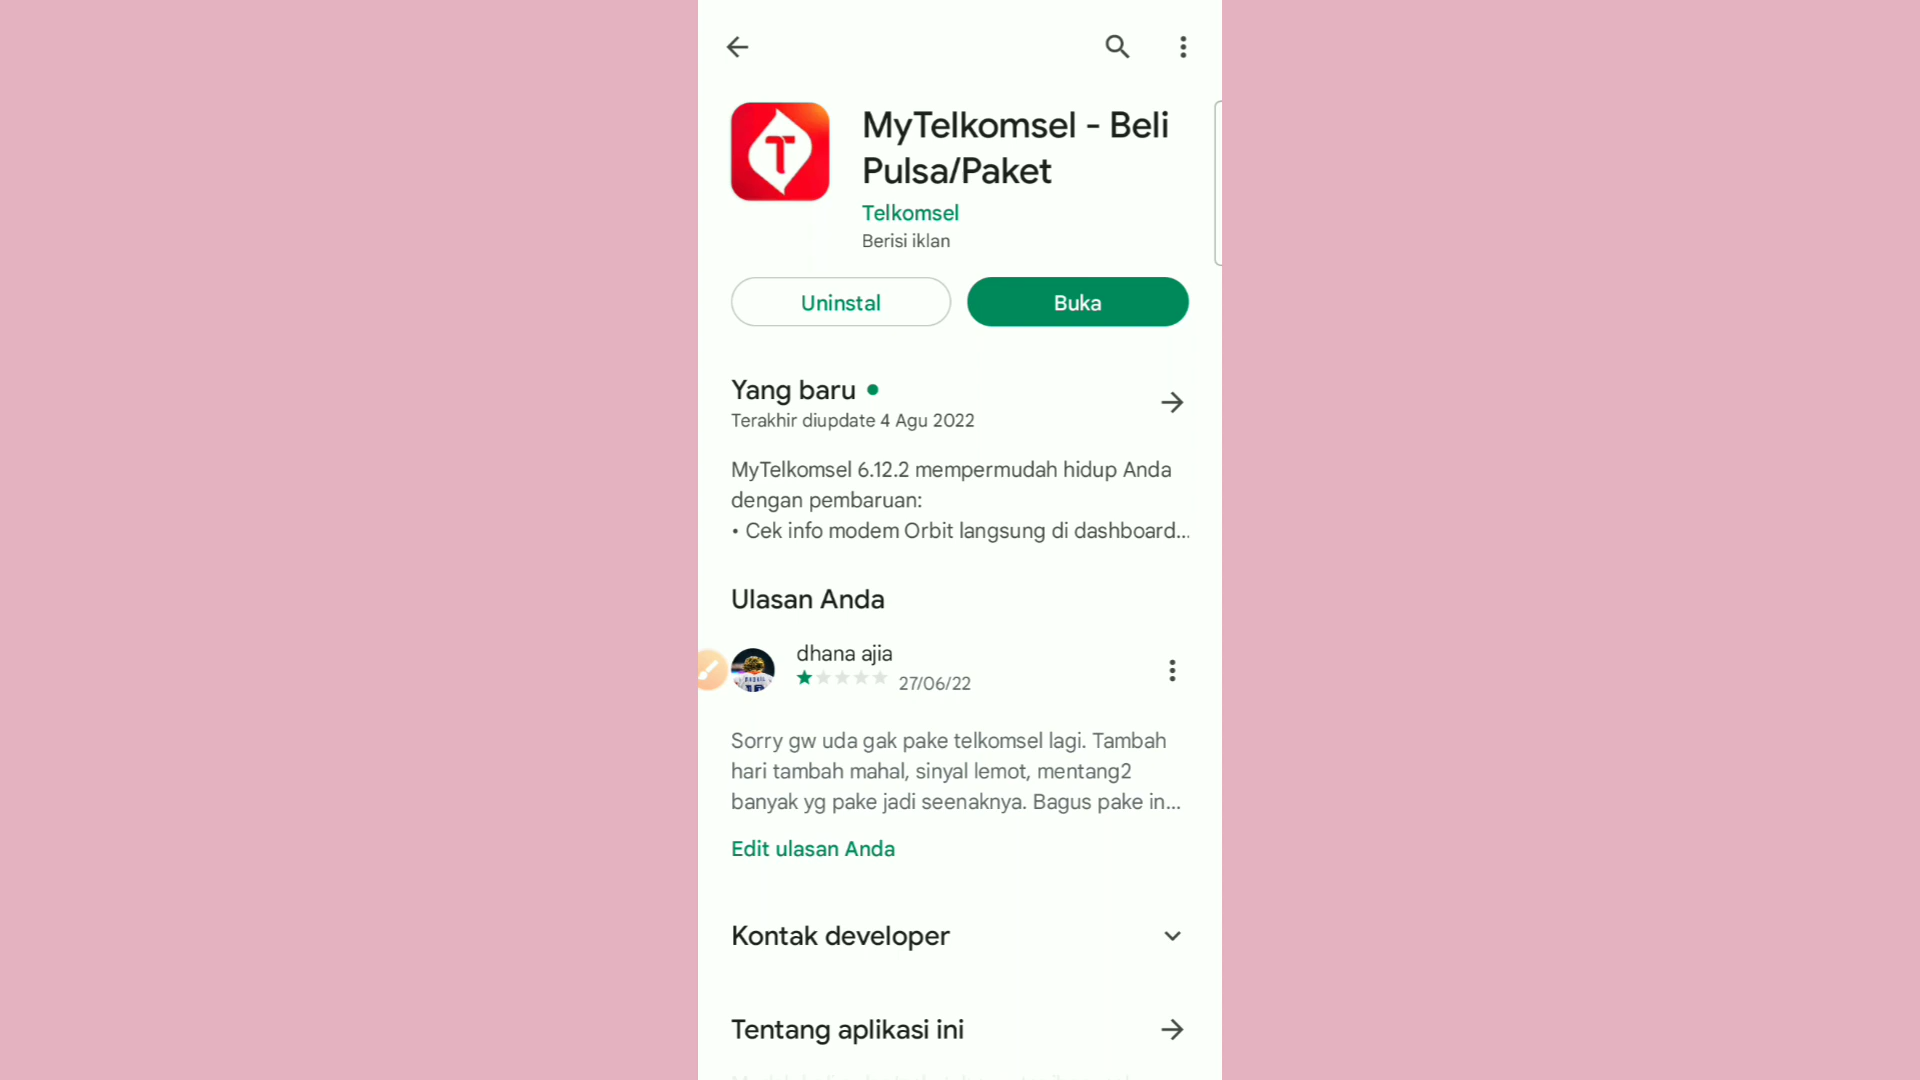 MyTelkomsel - Beli
Pulsa/Paket
Telkomsel
Berisi iklan
Uninstal
Buka
Yang baru
Terakhir diupdate 4 Agu 2022
MyTelkomsel 6.12.2 mempermudah hidup Anda
dengan pembaruan:
• Cek info modem Orbit langsung di dashboard...
Ulasan Anda
dhana ajia
27/06/22
Sorry gw uda gak pake telkomsel lagi. Tambah
hari tambah mahal, sinyal lemot, mentang2
banyak yg pake jadi seenaknya. Bagus pake in...
Edit ulasan Anda
Kontak developer
Tentang aplikasi ini